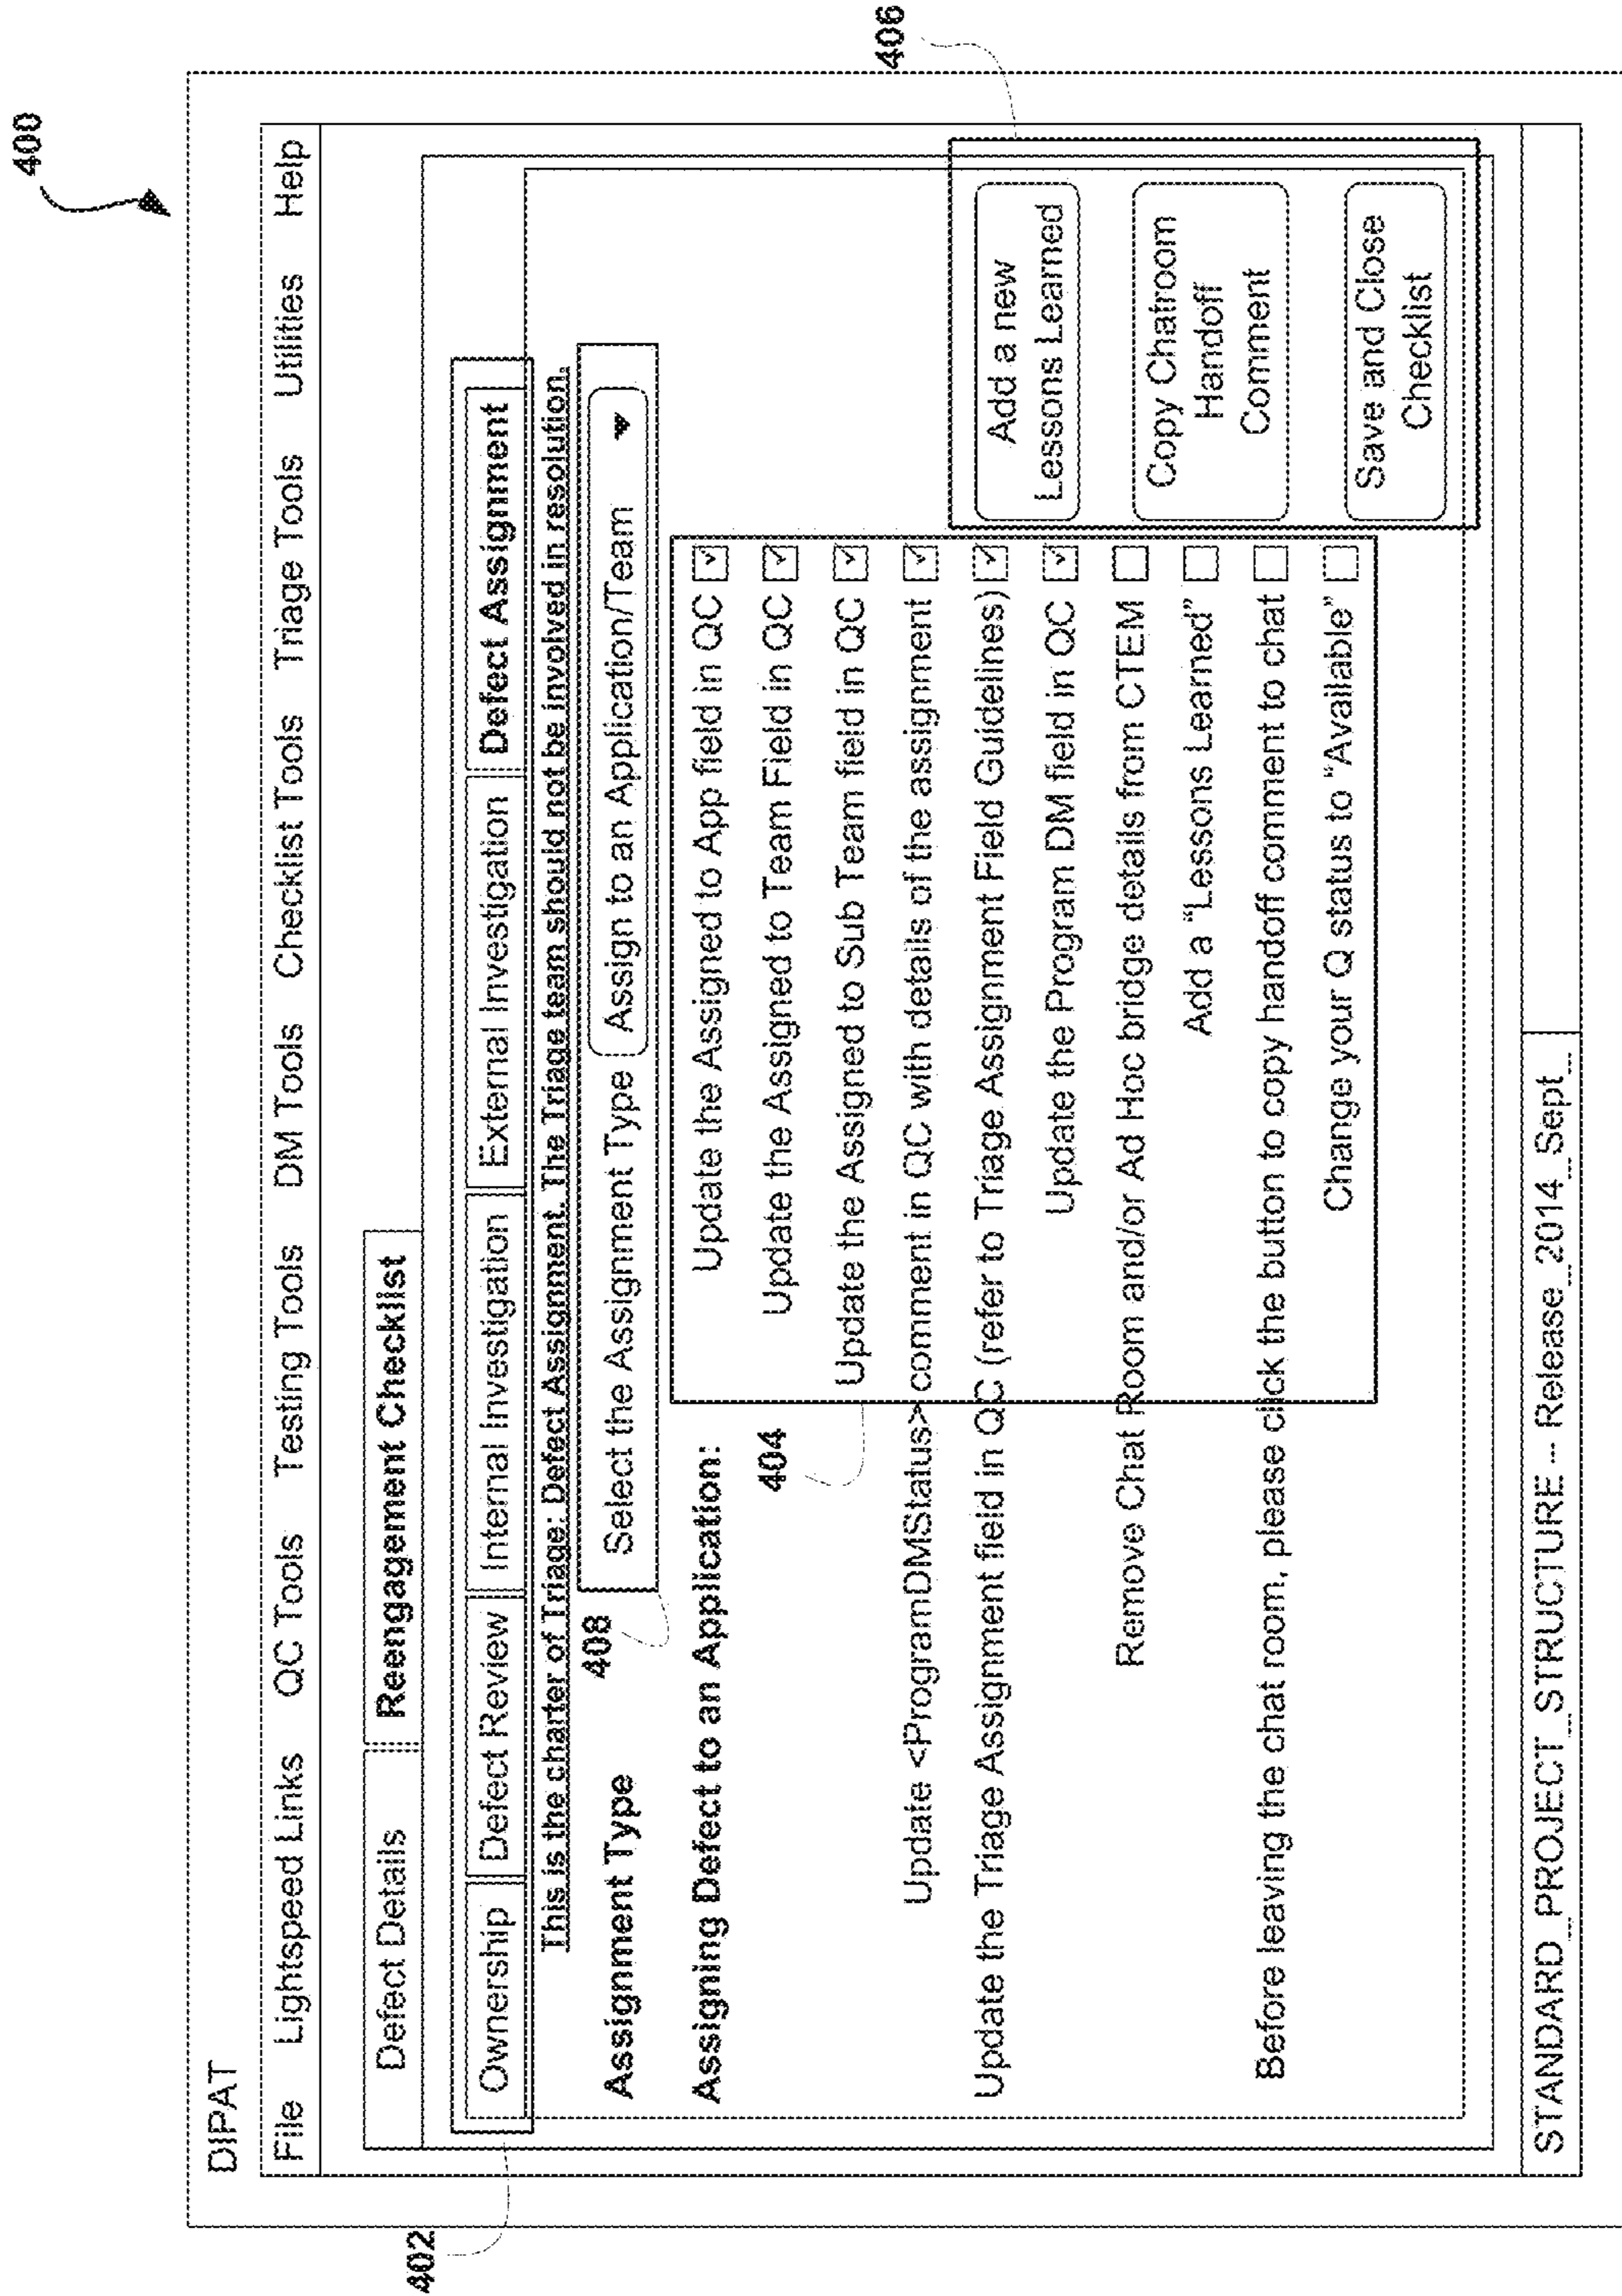 400
DIPAT
File Lightspeed Links QC Tools Testing Tools DM Tools Checklist Tools Triage Tools Utilities Help
Defect Details Reengagement Checklist
402
Ownership Defect Review Internal Investigation External Investigation Defect Assignment
This is the charter of Triage: Defect Assignment. The Triage team should not be involved in resolution.
Assignment Type 408 Select the Assignment Type Assign to an Application/Team
Assigning Defect to an Application:
Update the Assigned to App field in QC
404
Update the Assigned to Team Field in QC
Update the Assigned to Sub Team field in QC
406
Update <ProgramDMStatus> comment in QC with details of the assignment
Update the Triage Assignment field in QC (refer to Triage Assignment Field Guidelines)
Update the Program DM field in QC
Remove Chat Room and/or Ad Hoc bridge details from CTEM
Add a "Lessons Learned"
Before leaving the chat room, please click the button to copy handoff comment to chat
Change your Q status to "Available"
Add a new
Lessons Learned
Copy Chatroom
Handoff
Comment
Save and Close
Checklist
STANDARD_PROJECT_STRUCTURE -- Release_2014_Sept_